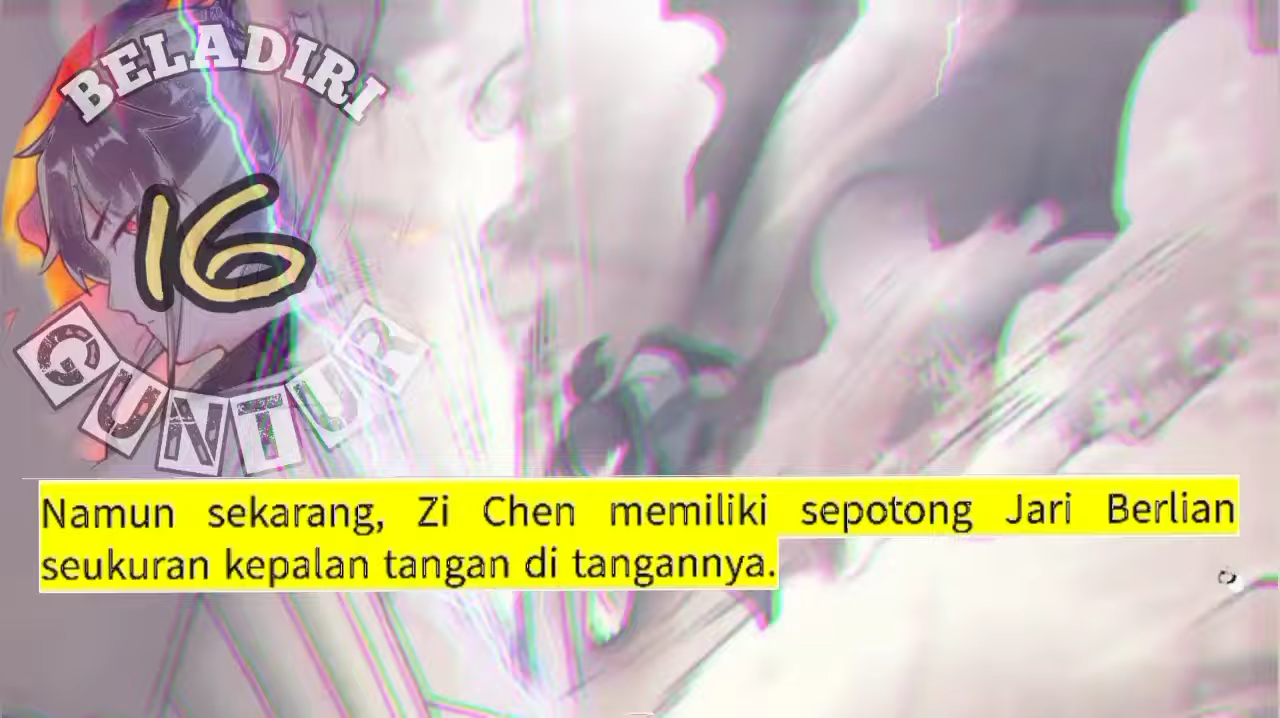 BELADIRI
16
GUNTUR
Namun sekarang, Zi Chen memiliki sepotong Jari Berlian
seukuran kepalan tangan di tangannya.